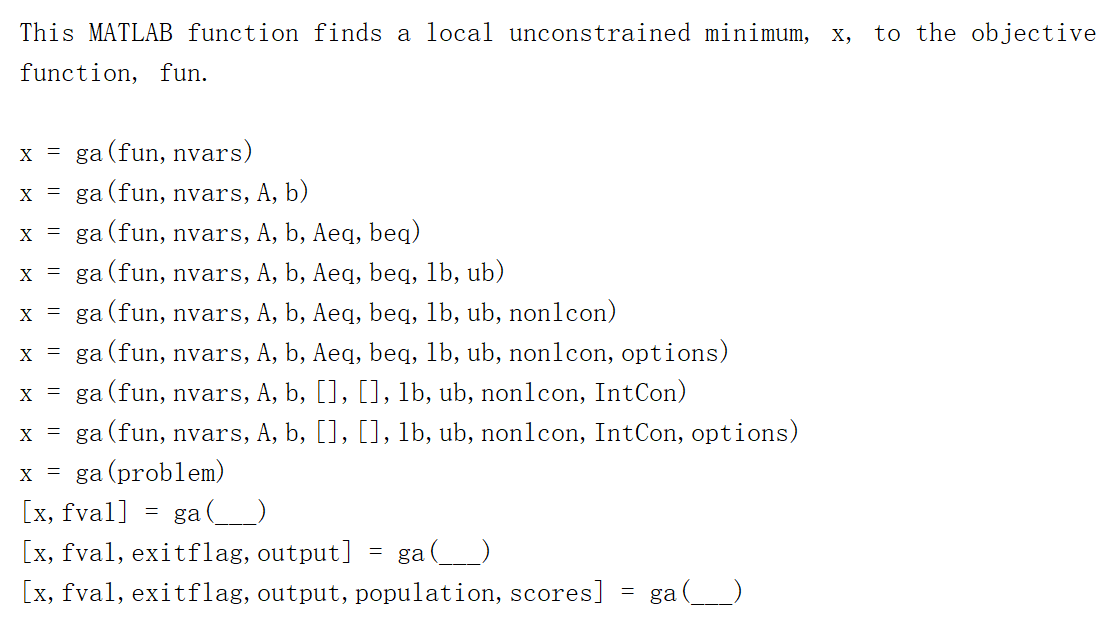 This MATLAB function finds a local unconstrained minimum, x, to the objective
function, fun.
x = ga(fun,nvars)
x = ga(fun,nvars,A,b)
x = ga(fun,nvars,A,b,Aeq,beq)
x = ga(fun,nvars,A,b,Aeq,beq,lb,ub)
x = ga(fun,nvars,A,b,Aeq,beq,lb,ub,nonlcon)
x = ga(fun,nvars,A,b,Aeq,beq,lb,ub,nonlcon,options)
x = ga(fun,nvars,A,b,[],[],lb,ub,nonlcon,IntCon)
x = ga(fun,nvars,A,b,[],[],lb,ub,nonlcon,IntCon,options)
x = ga(problem)
[x,fval] = ga(___)
[x,fval,exitflag,output] = ga(___)
[x,fval,exitflag,output,population,scores] = ga(___)